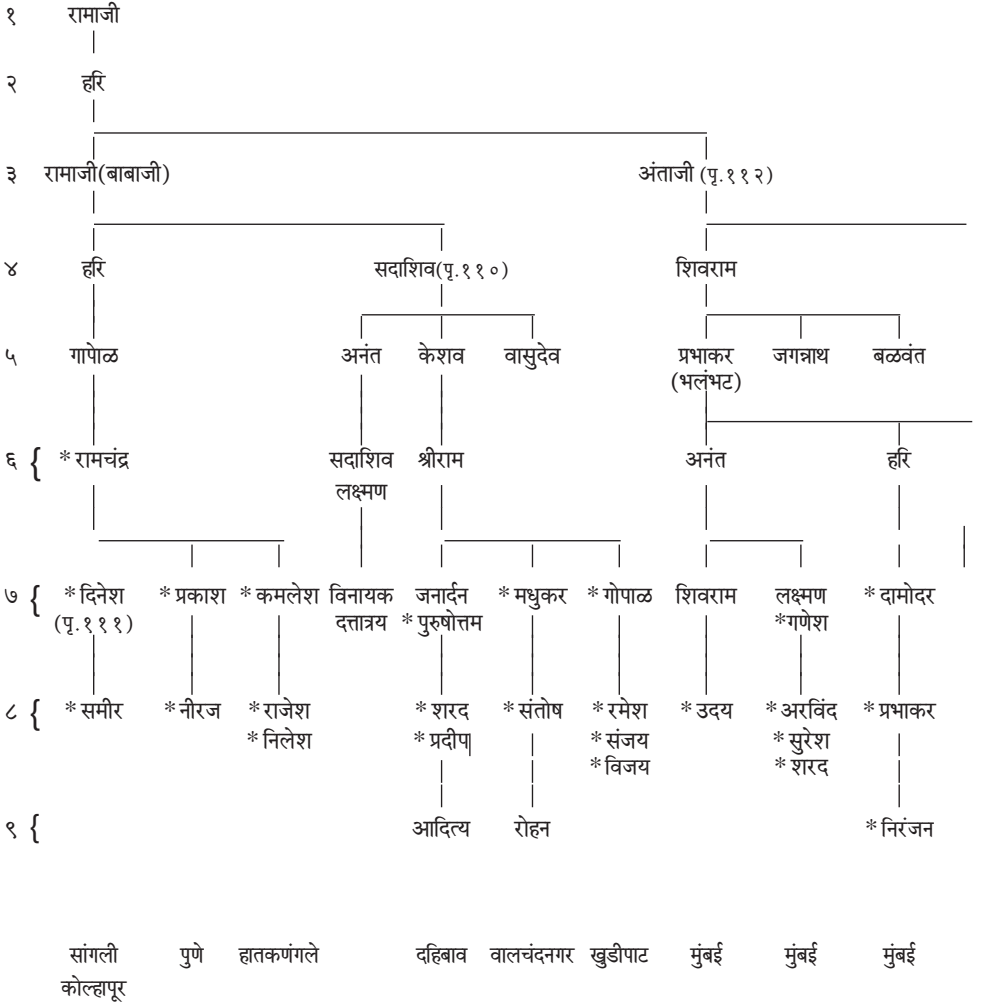 १ रामाजी
२ हरि
३ रामाजी(बाबाजी) अंताजी (पृ.११२)
४ हरि सदाशिव(पृ.११०) शिवराम
५ गापेाळ अनंत केशव वासुदेव प्रभाकर जगन्नाथ बळवंत
(भलंभट)
६ { * रामचंद्र सदाशिव श्रीराम अनंत हरि
लक्ष्मण
७ { * दिनेश * प्रकाश * कमलेश विनायक जनार्दन * मधुकर * गोपाळ शिवराम लक्ष्मण * दामोदर
(पृ.१११) दत्तात्रय * पुरुषोत्तम *गणेश
८ { * समीर * नीरज * राजेश * शरद * संतोष * रमेश * उदय * अरविंद * प्रभाकर
* निलेश * प्रदीप * संजय * सुरेश
* विजय * शरद
९ { आदित्य रोहन * निरंजन
सांगली पुणे हातकणंगले दहिबाव वालचंदनगर खुडीपाट मुंबई मुंबई मुंबई
कोल्हापूर